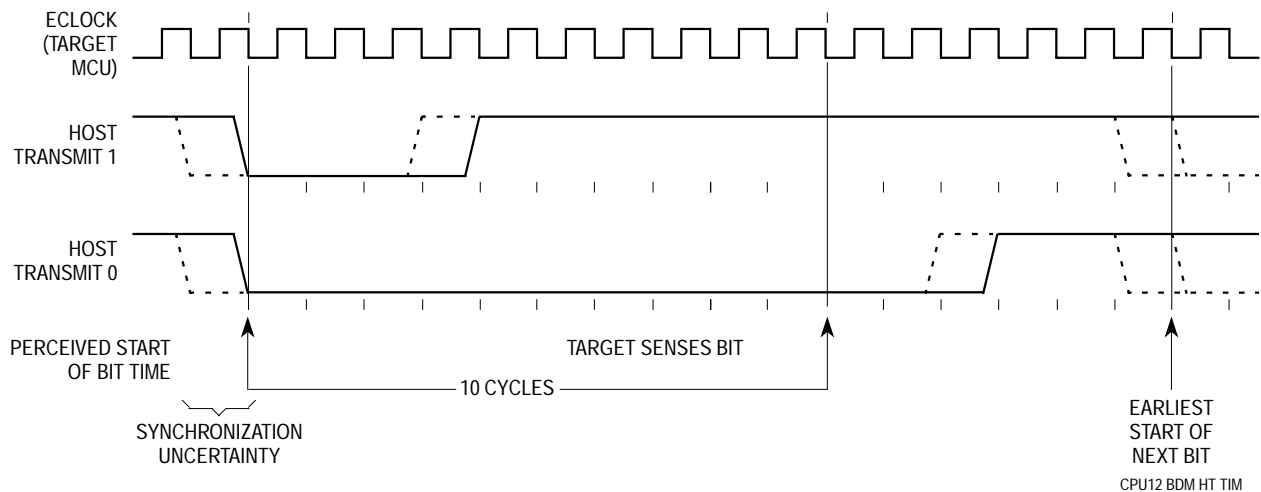 ECLOCK
(TARGET
MCU)
HOST
TRANSMIT 1
HOST
TRANSMIT 0
PERCEIVED START
OF BIT TIME
TARGET SENSES BIT
10 CYCLES
SYNCHRONIZATION
UNCERTAINTY
EARLIEST
START OF
NEXT BIT
CPU12 BDM HT TIM